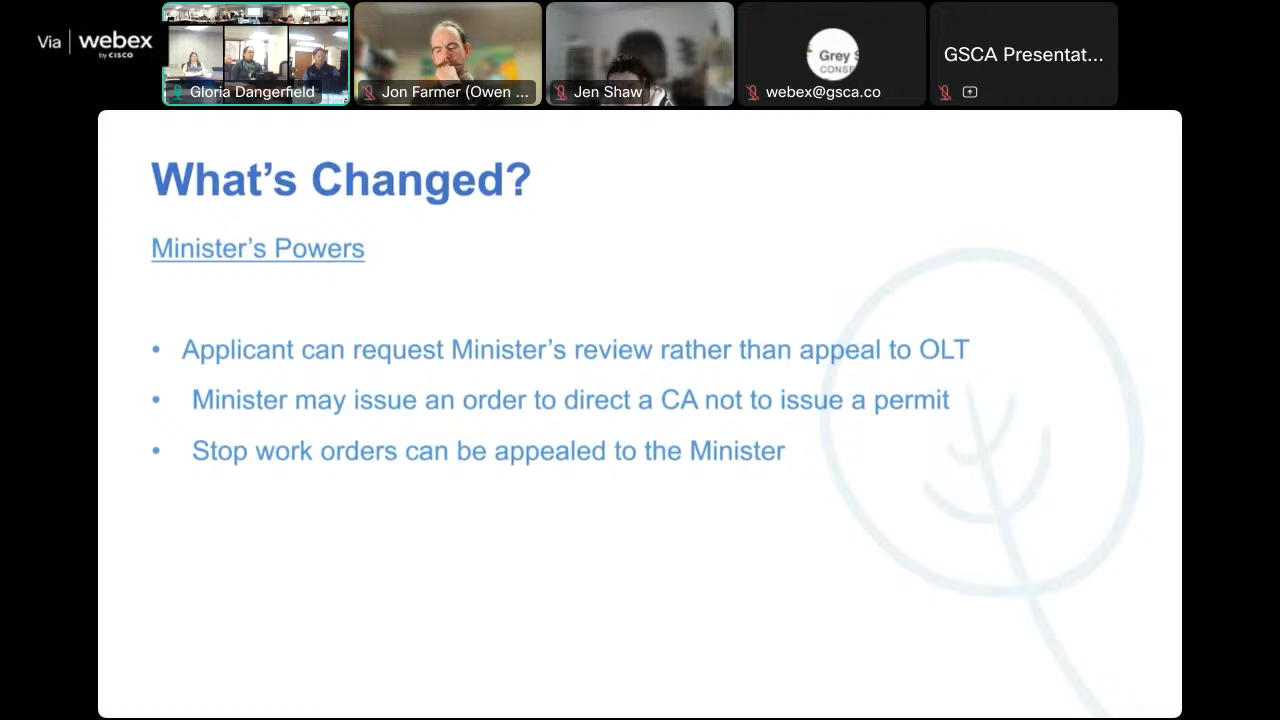 Via webex
by CISCO
Gloria Dangerfield
Jon Farmer (Owen ...
Jen Shaw
Grey S
CONSE
webex@gsca.co
GSCA Presentat...
What’s Changed?
Minister’s Powers
• Applicant can request Minister’s review rather than appeal to OLT
• Minister may issue an order to direct a CA not to issue a permit
• Stop work orders can be appealed to the Minister